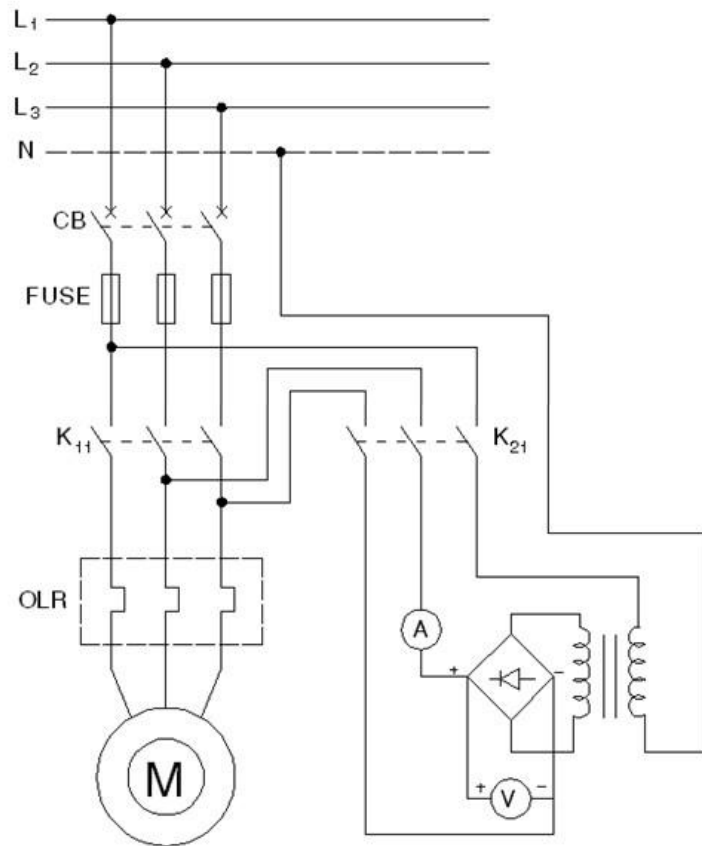 L₁
L₂
L₃
N
CB
FUSE
K₁₁
K₂₁
OLR
A
+
−
M
+
V
−